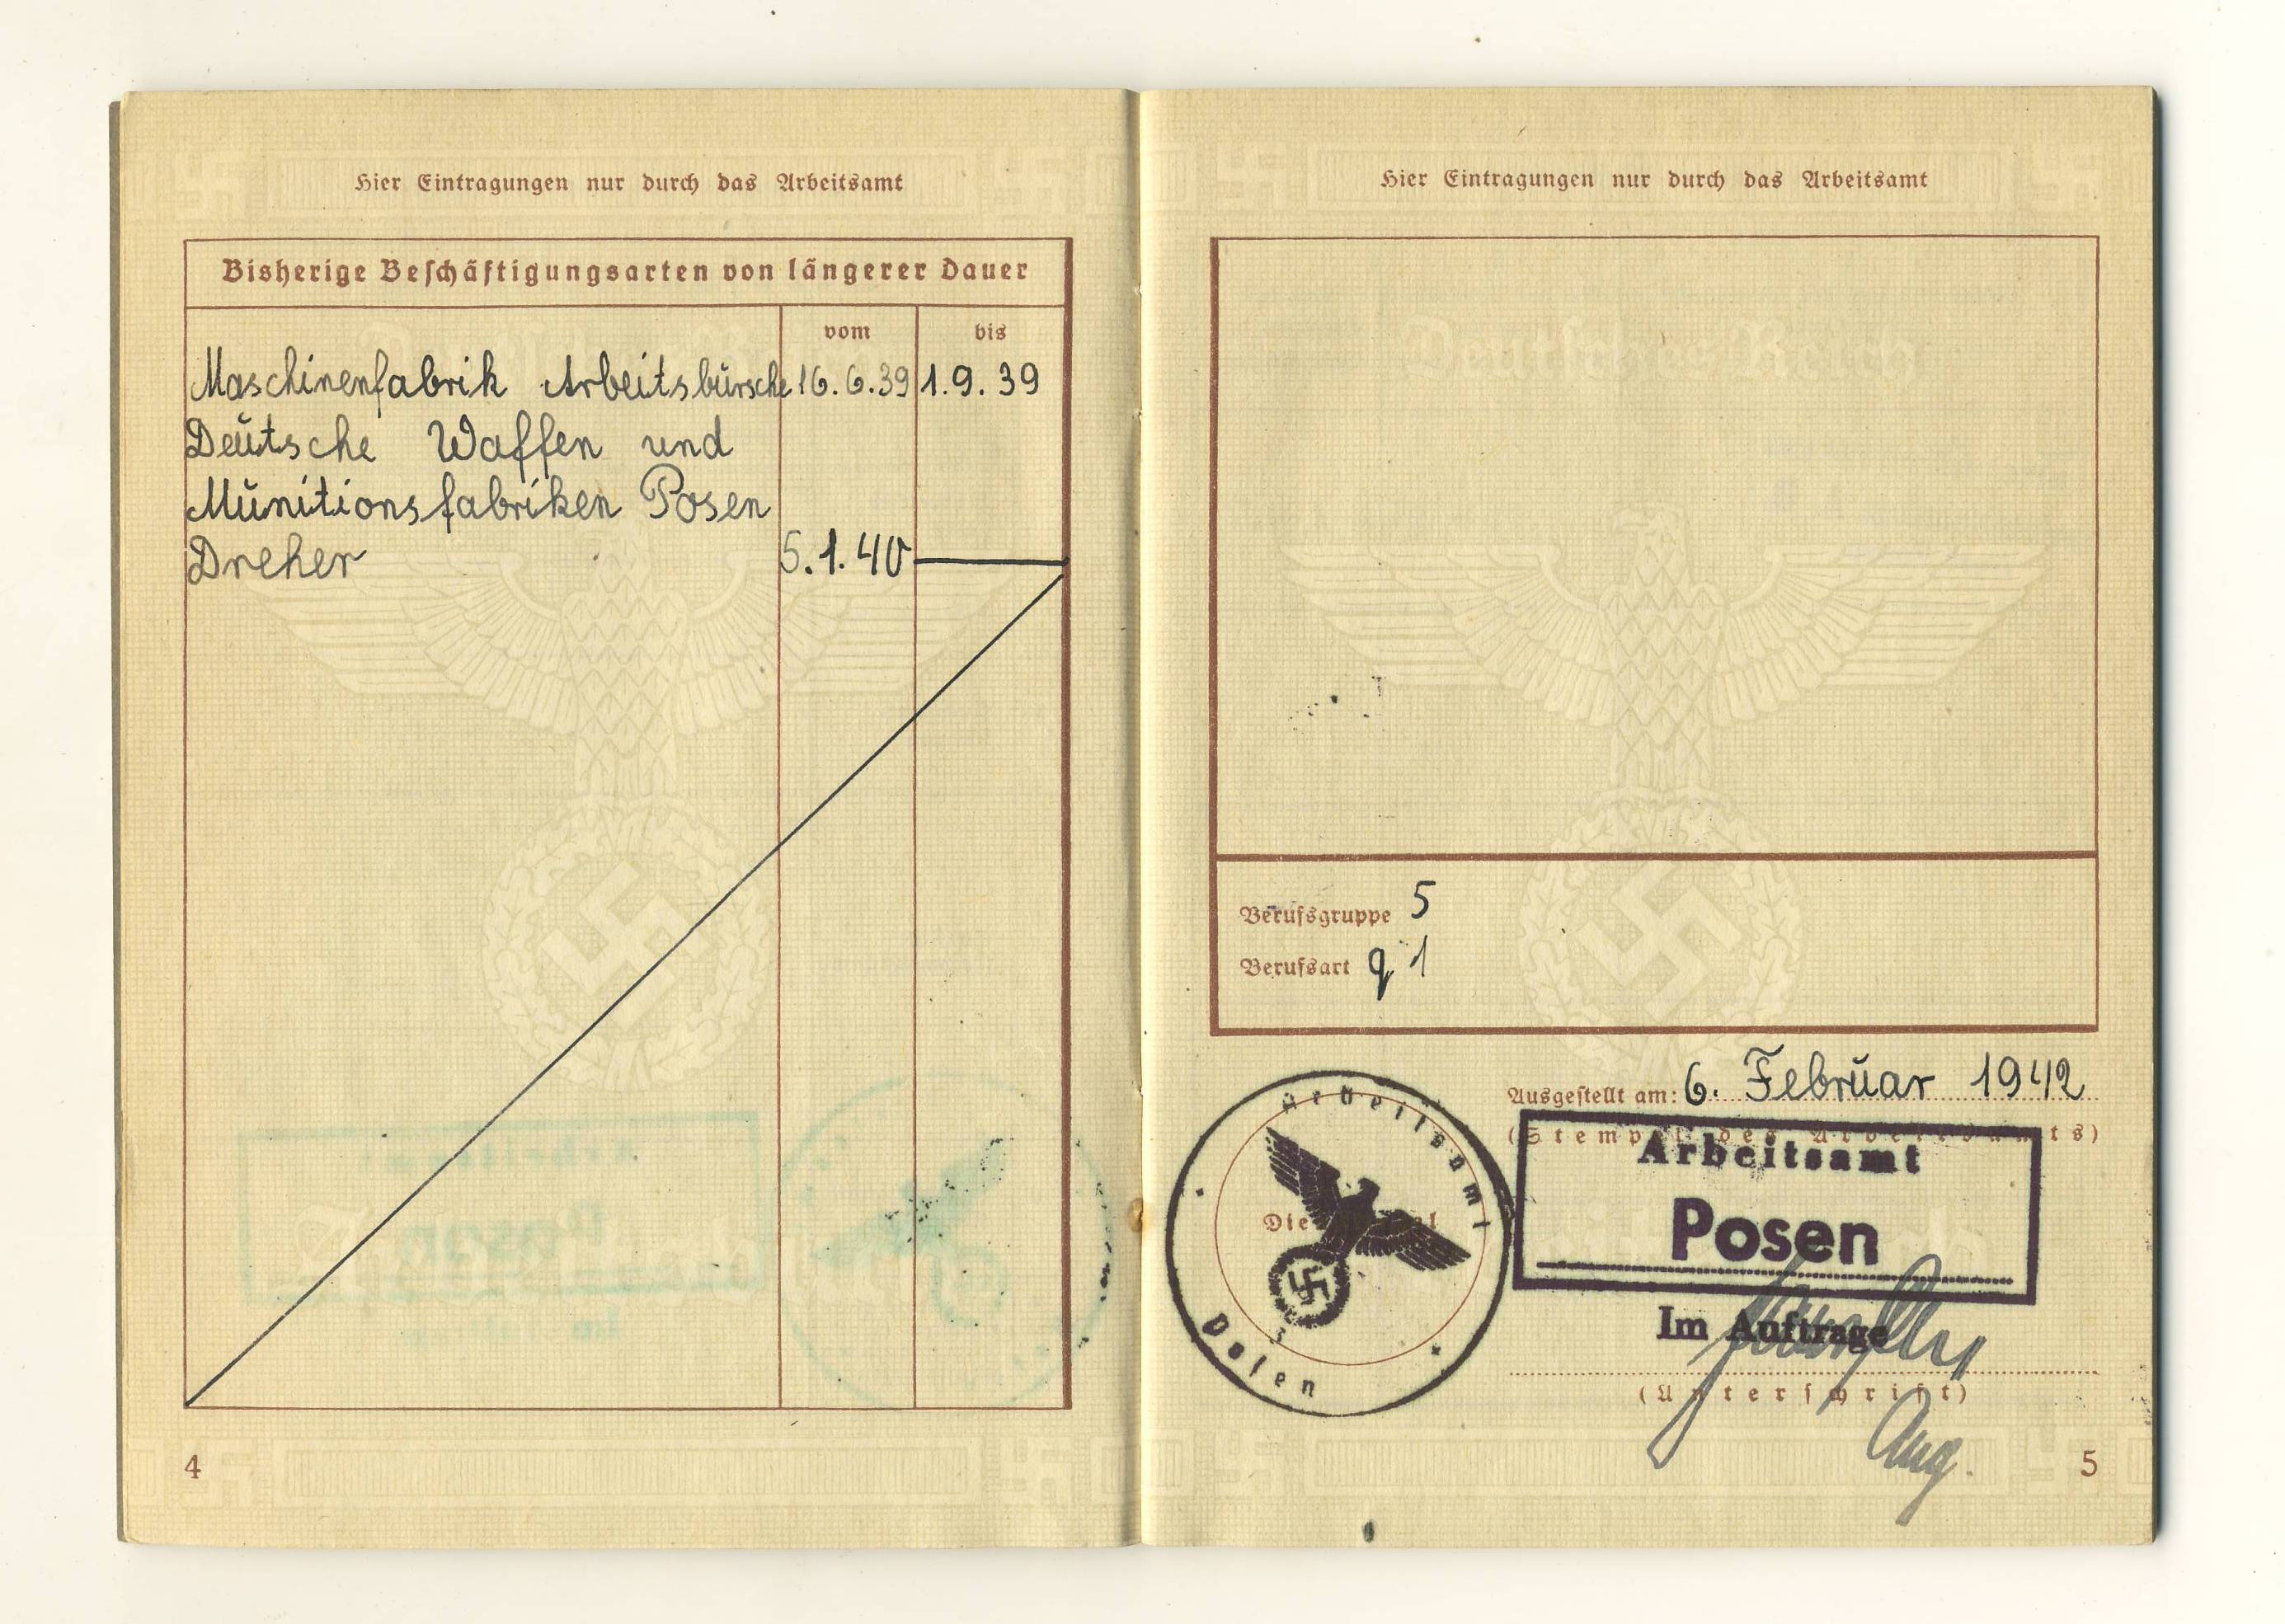 Hier Eintragungen nur durch das Arbeitsamt
Bisherige Beschäftigungsarten von längerer Dauer
vom bis
Maschinenfabrik Arbeitsbursche 16.6.39 1.9.39
Deutsche Waffen und
Munitionsfabriken Posen
Dreher 5.1.40
4
Hier Eintragungen nur durch das Arbeitsamt
Berufsgruppe 5
Berufsart g 1
Ausgestellt am: 6. Februar 1942
(Stempel des Arbeitsamts)
Arbeitsamt
Posen
Arbeitsamt
Posen
Im Auftrage
(Unterschrift)
Ang.
5